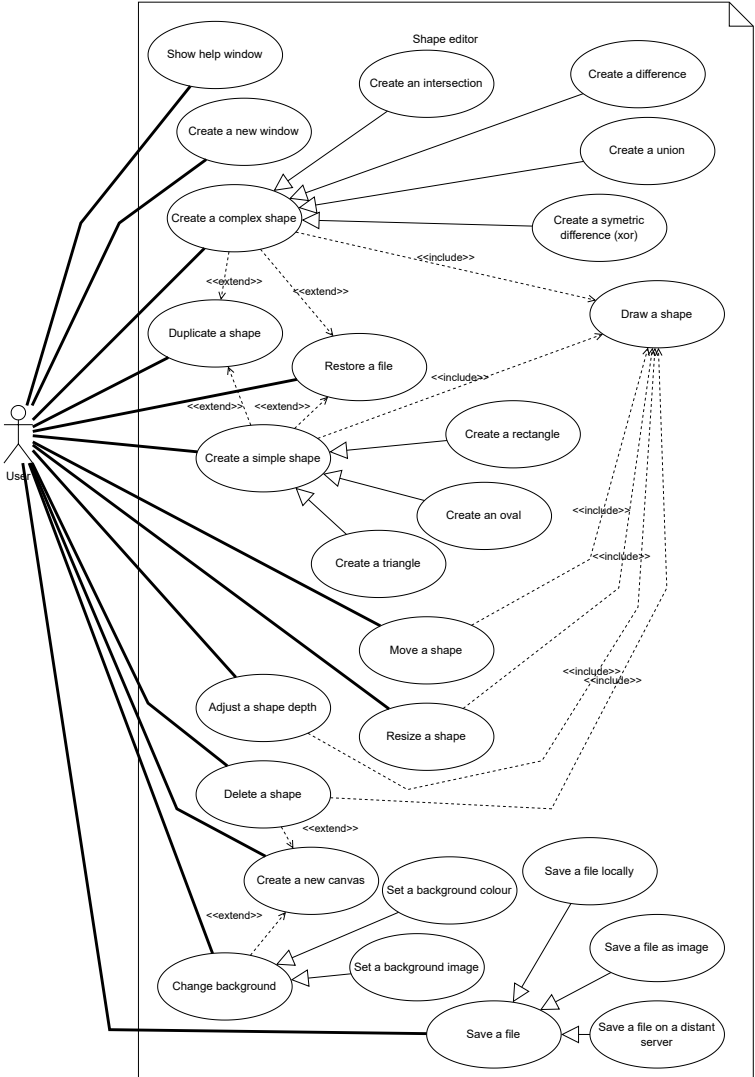 Show help window
Shape editor
Create an intersection
Create a difference
Create a new window
Create a union
Create a complex shape
Create a symetric
difference (xor)
<<include>>
<<extend>>
<<extend>>
Draw a shape
Duplicate a shape
Restore a file
<<include>>
<<extend>>
<<extend>>
User
Create a rectangle
Create a simple shape
Create an oval
<<include>>
Create a triangle
<<include>>
Move a shape
<<include>>
<<include>>
Adjust a shape depth
Resize a shape
Delete a shape
<<extend>>
Create a new canvas
Set a background colour
Save a file locally
<<extend>>
Save a file as image
Set a background image
Change background
Save a file
Save a file on a distant
server